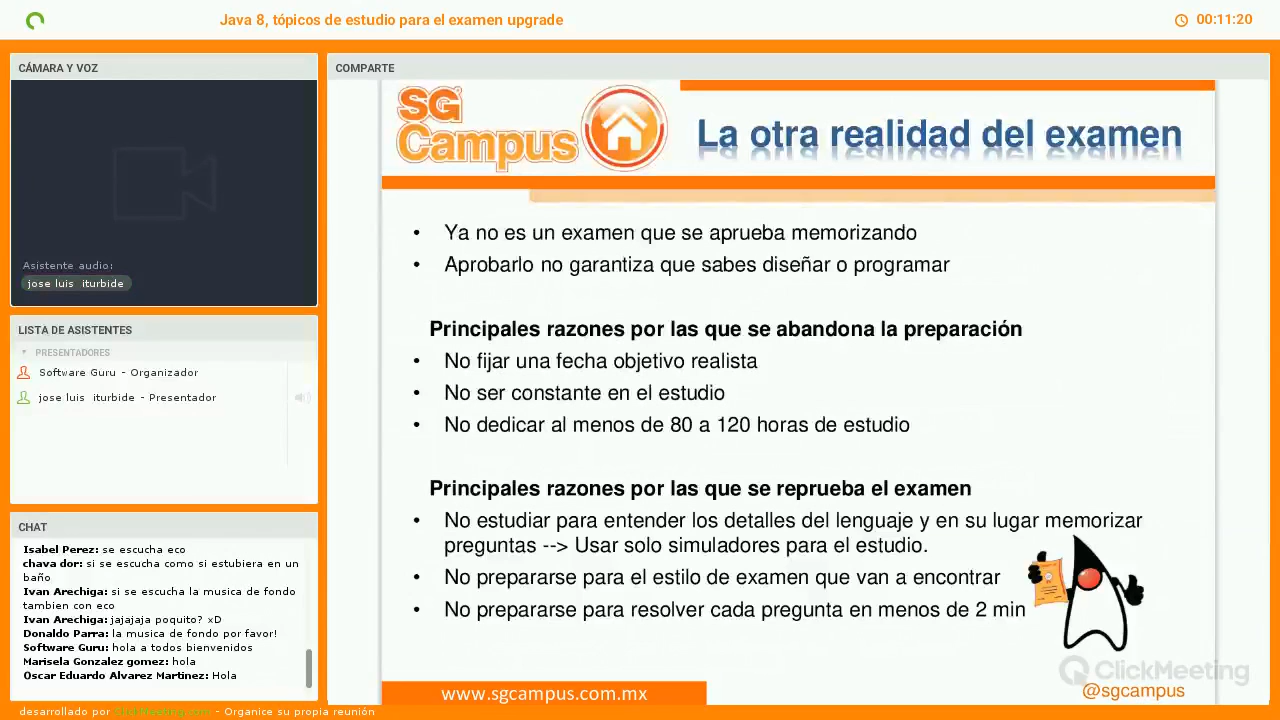 Java 8, tópicos de estudio para el examen upgrade
00:11:20
CÁMARA Y VOZ
Asistente audio:
jose luis iturbide
LISTA DE ASISTENTES
PRESENTADORES
Software Guru - Organizador
jose luis iturbide - Presentador
CHAT
Isabel Perez: se escucha eco
chava dor: si se escucha como si estubiera en un
baño
Ivan Arechiga: si se escucha la musica de fondo
tambien con eco
Ivan Arechiga: jajajaja poquito? xD
Donaldo Parra: la musica de fondo por favor!
Software Guru: hola a todos bienvenidos
Marisela Gonzalez gomez: hola
Oscar Eduardo Alvarez Martinez: Hola
desarrollado por ClickMeeting.com - Organice su propia reunión
COMPARTE
SG
Campus
La otra realidad del examen
• Ya no es un examen que se aprueba memorizando
• Aprobarlo no garantiza que sabes diseñar o programar
Principales razones por las que se abandona la preparación
• No fijar una fecha objetivo realista
• No ser constante en el estudio
• No dedicar al menos de 80 a 120 horas de estudio
Principales razones por las que se reprueba el examen
• No estudiar para entender los detalles del lenguaje y en su lugar memorizar
preguntas --> Usar solo simuladores para el estudio.
• No prepararse para el estilo de examen que van a encontrar
• No prepararse para resolver cada pregunta en menos de 2 min
ClickMeeting
www.sgcampus.com.mx
@sgcampus